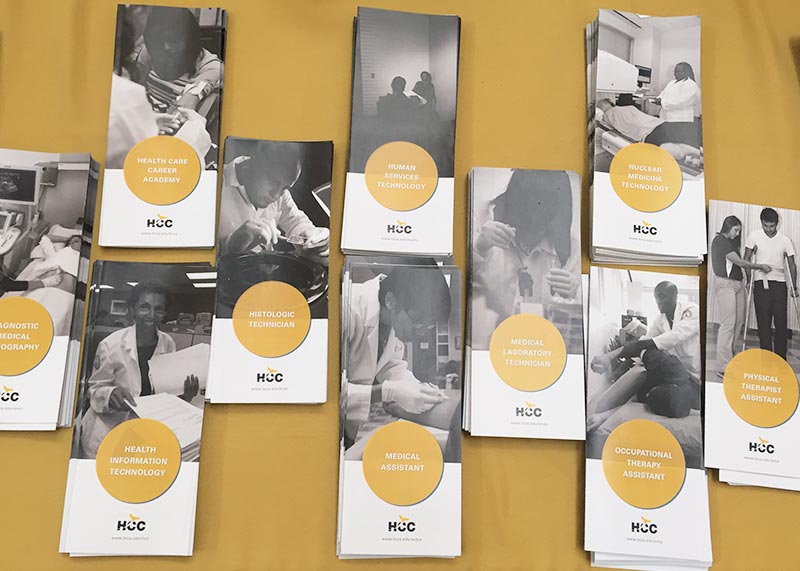 HEALTH CARE
CAREER
ACADEMY
HCC
HUMAN
SERVICES
TECHNOLOGY
HCC
NUCLEAR
MEDICINE
TECHNOLOGY
HCC
AGNOSTIC
MEDICAL
OGRAPHY
HCC
HISTOLOGIC
TECHNICIAN
HCC
MEDICAL
LABORATORY
TECHNICIAN
HCC
PHYSICAL
THERAPIST
ASSISTANT
HCC
HEALTH
INFORMATION
TECHNOLOGY
HCC
MEDICAL
ASSISTANT
HCC
OCCUPATIONAL
THERAPY
ASSISTANT
HCC